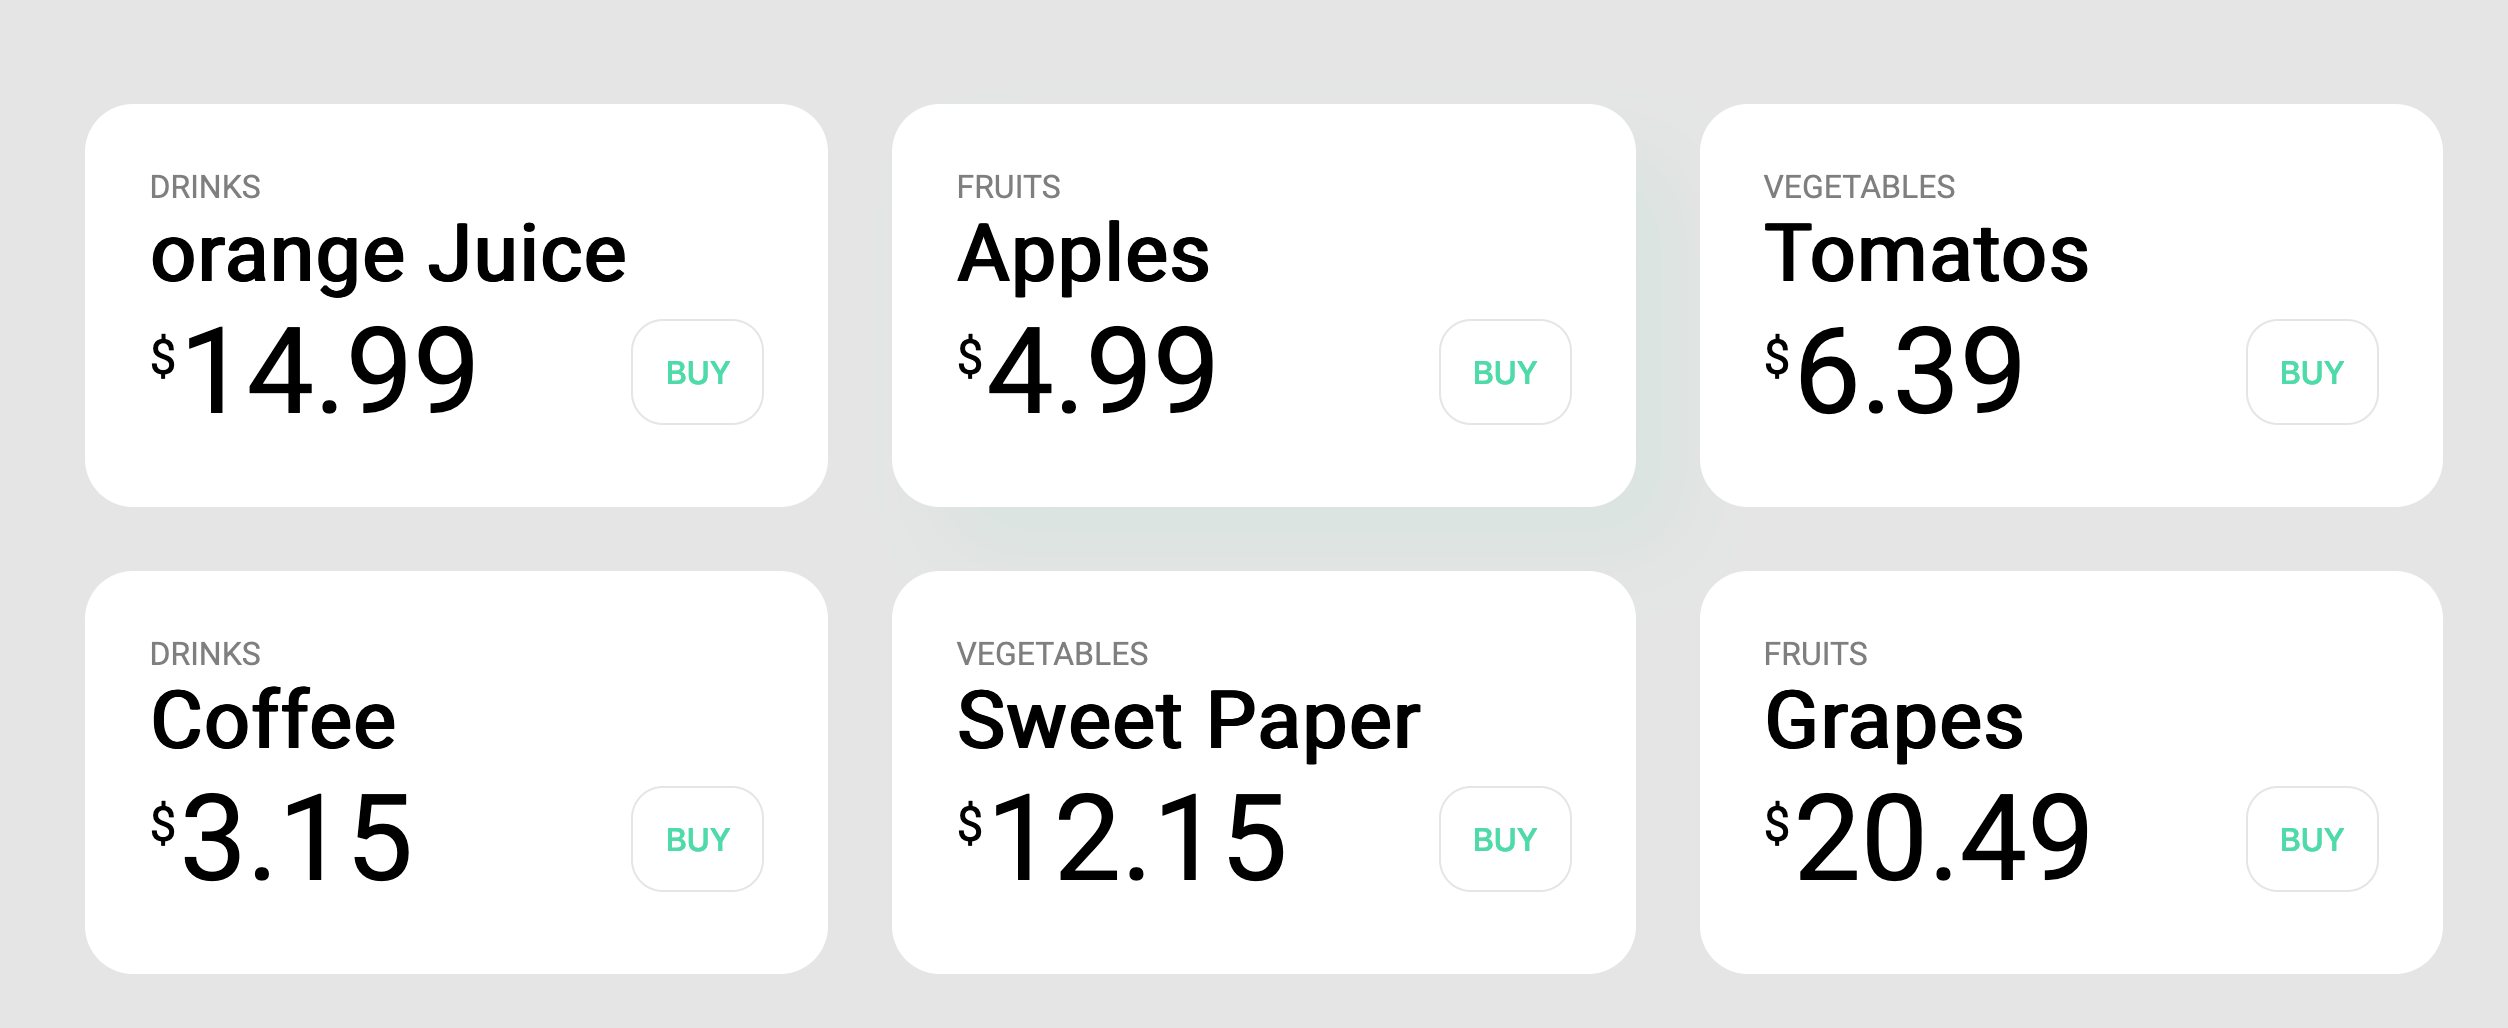 DRINKS
orange Juice
$14.99
BUY
FRUITS
Apples
$4.99
BUY
VEGETABLES
Tomatos
$6.39
BUY
DRINKS
Coffee
$3.15
BUY
VEGETABLES
Sweet Paper
$12.15
BUY
FRUITS
Grapes
$20.49
BUY